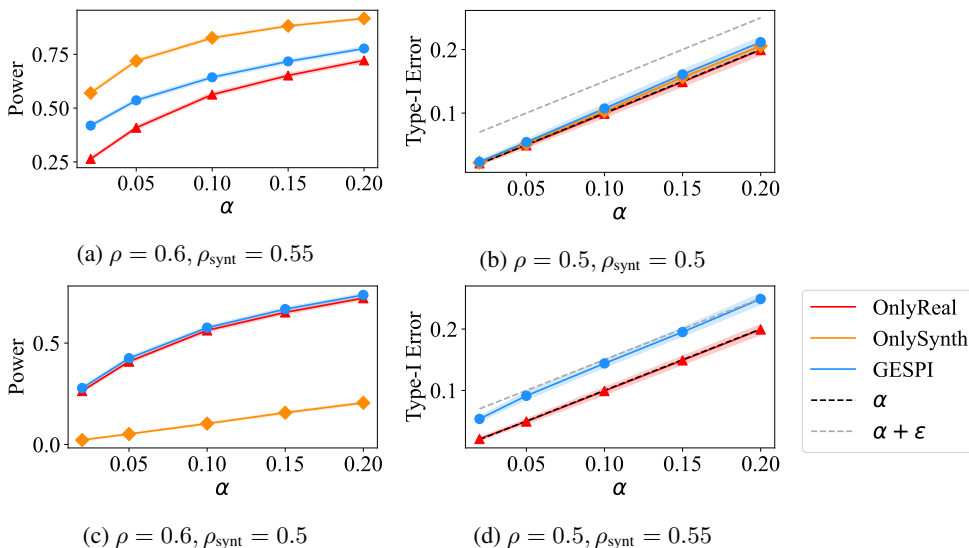 Power
0.75
0.50
0.25
0.05 0.10 0.15 0.20
α
(a) ρ = 0.6, ρsynt = 0.55
Type-I Error
0.2
0.1
0.05 0.10 0.15 0.20
α
(b) ρ = 0.5, ρsynt = 0.5
Power
0.5
0.0
0.05 0.10 0.15 0.20
α
(c) ρ = 0.6, ρsynt = 0.5
Type-I Error
0.2
0.1
0.05 0.10 0.15 0.20
α
(d) ρ = 0.5, ρsynt = 0.55
OnlyReal
OnlySynth
GESPI
α
α + ε